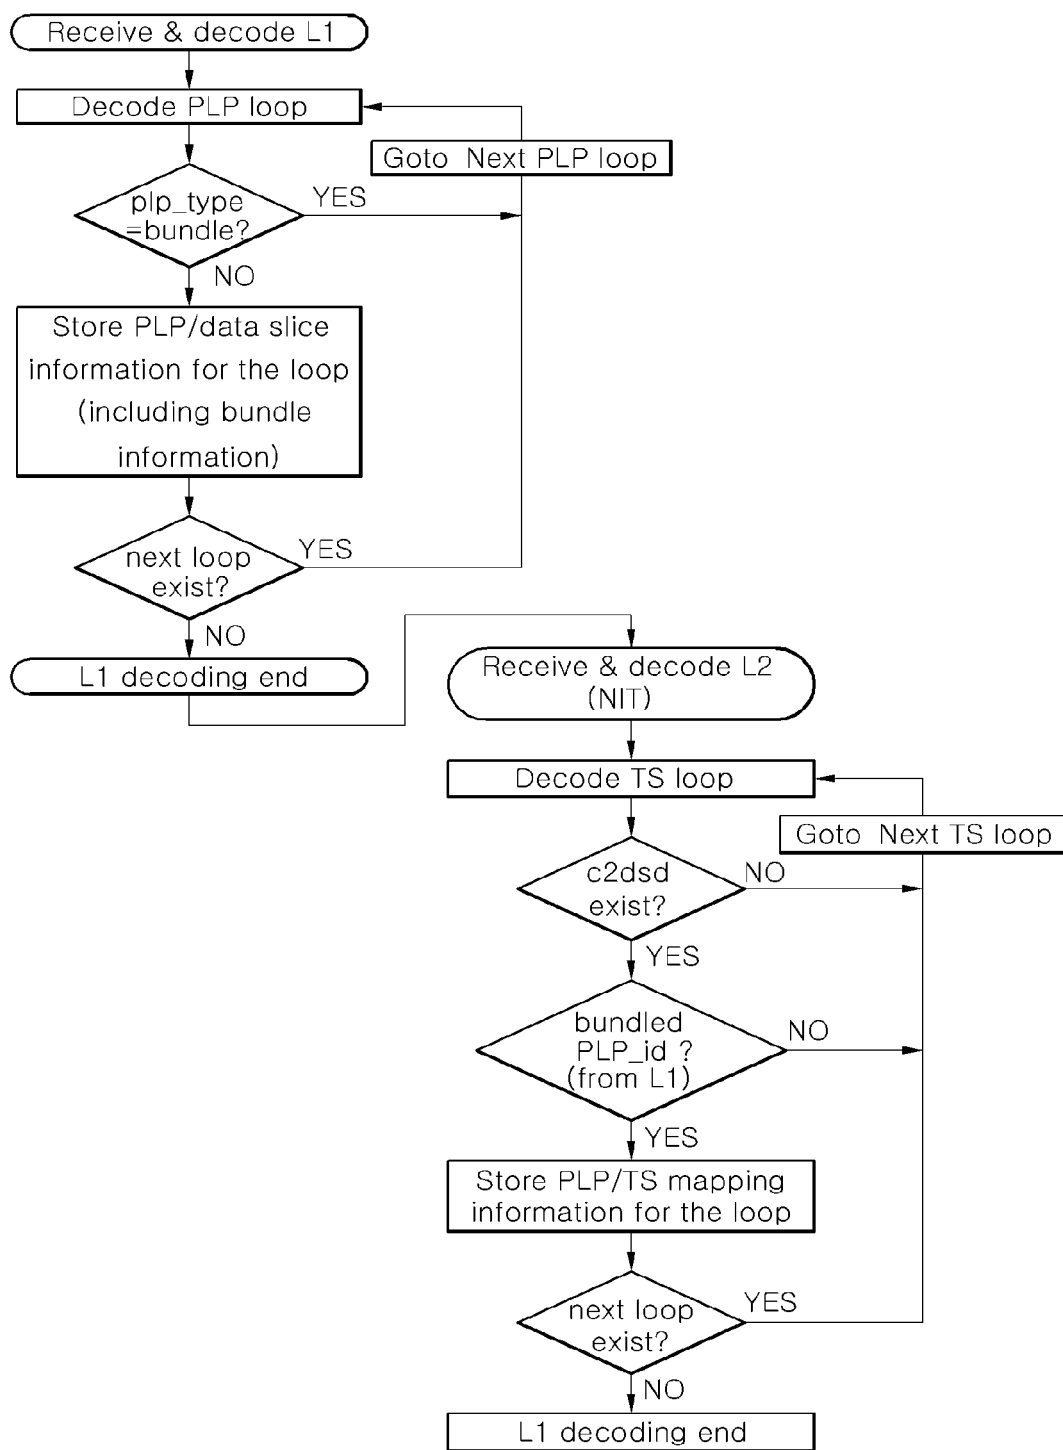 Receive & decode L1
Decode PLP loop
Goto Next PLP loop
plp_type
=bundle?
YES
NO
Store PLP/data slice
information for the loop
(including bundle
information)
next loop
exist?
YES
NO
L1 decoding end
Receive & decode L2
(NIT)
Decode TS loop
Goto Next TS loop
c2dsd
exist?
NO
YES
bundled
PLP_id ?
(from L1)
NO
YES
Store PLP/TS mapping
information for the loop
next loop
exist?
YES
NO
L1 decoding end